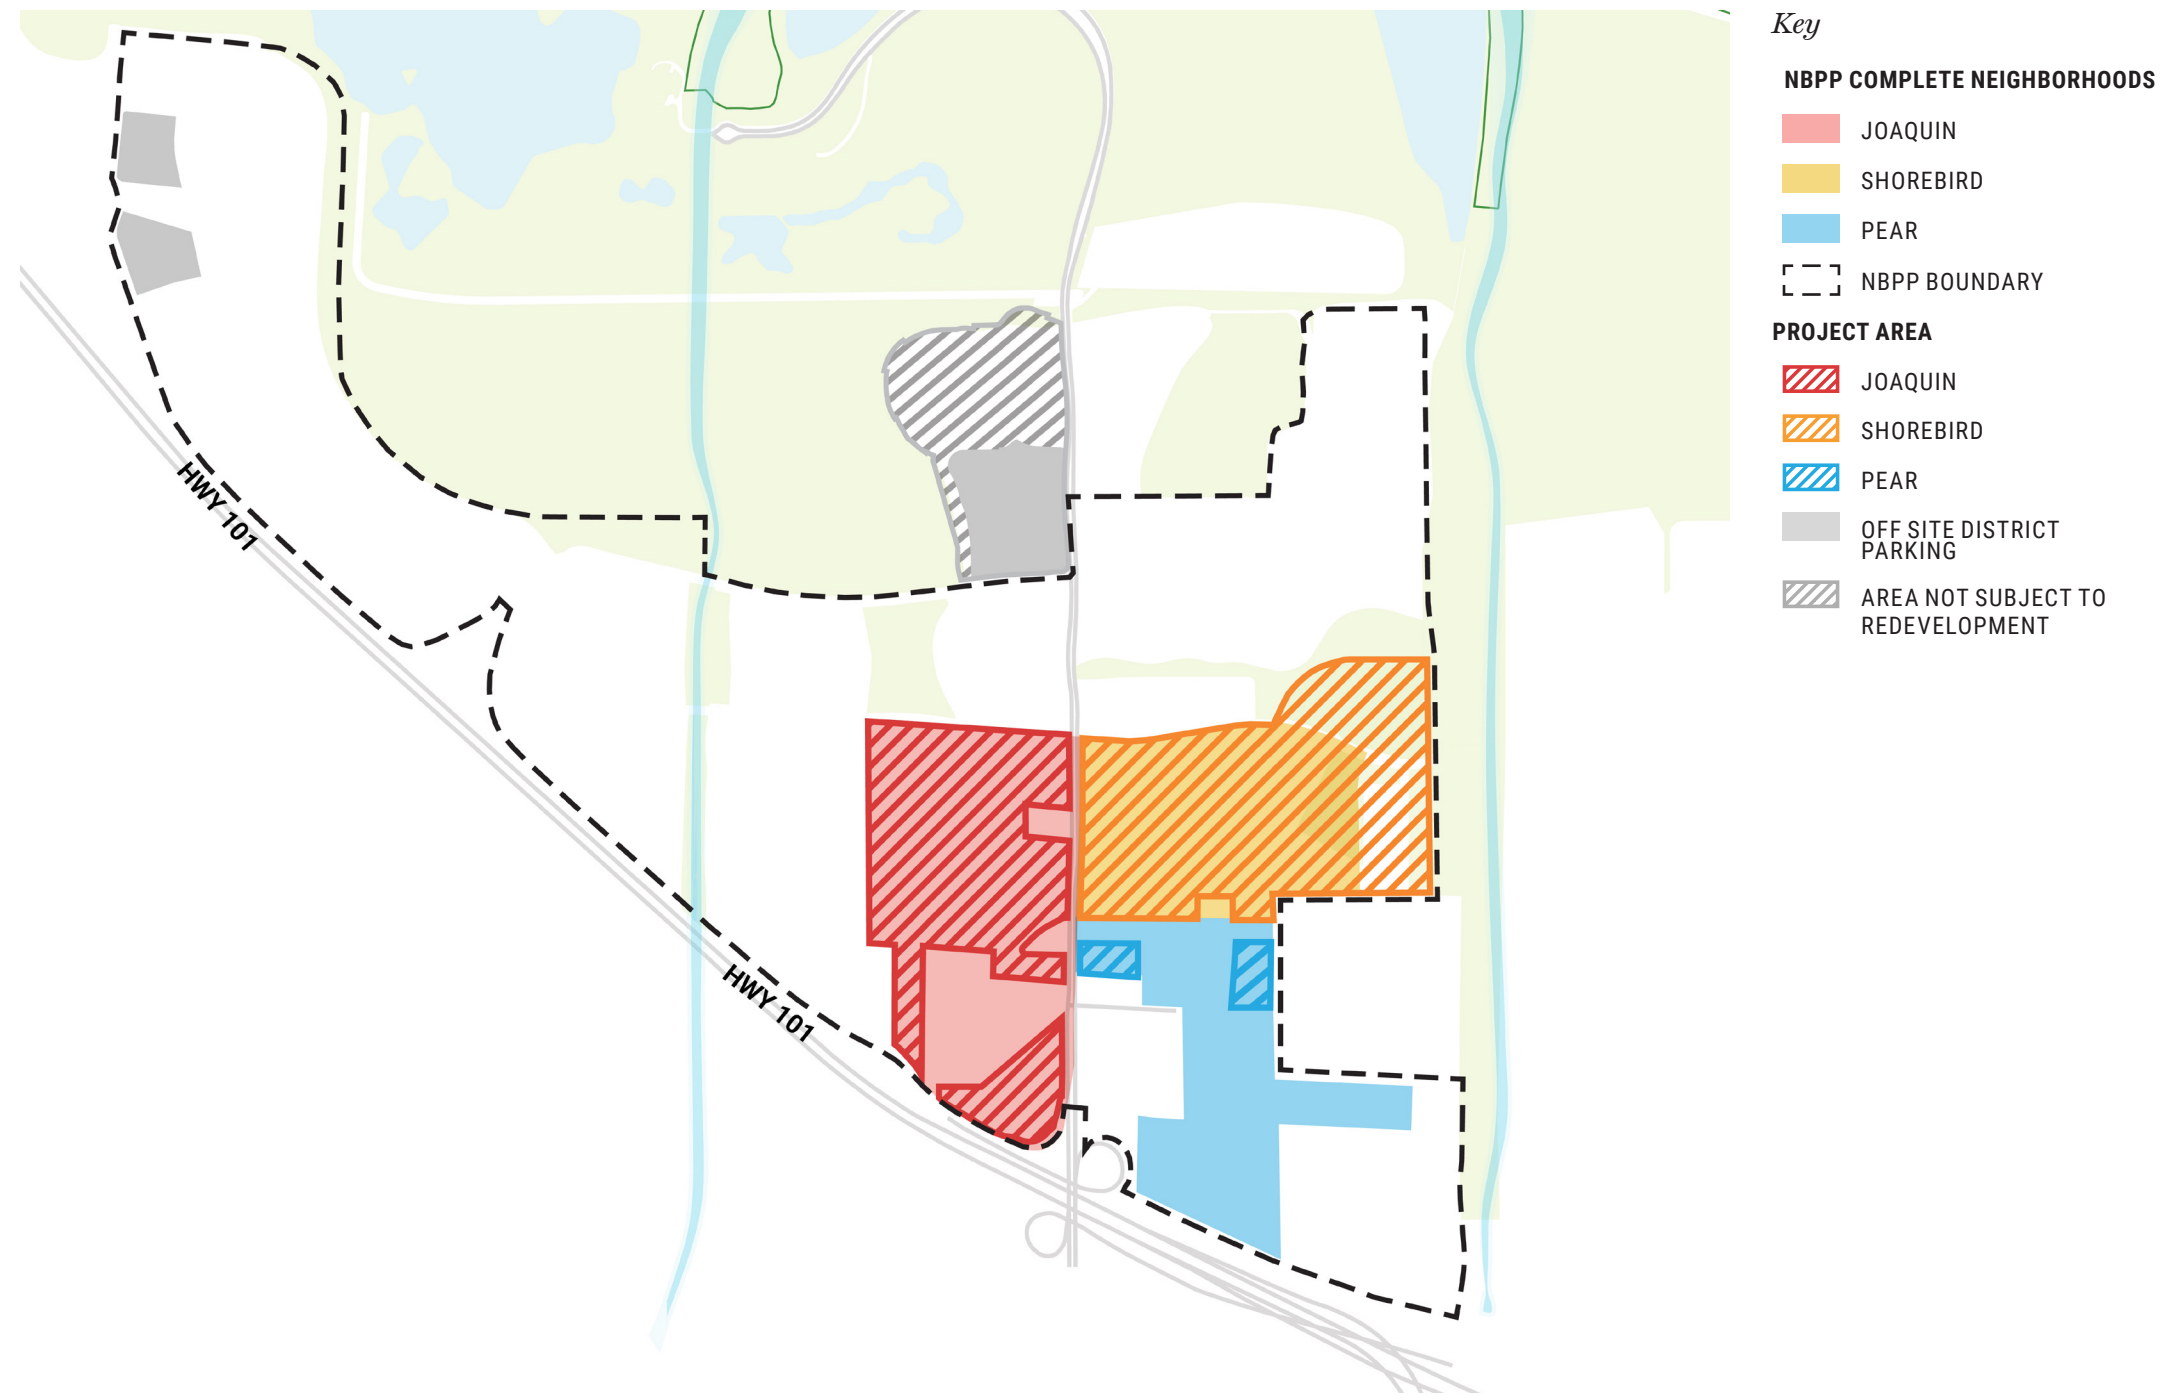 Key
NBPP COMPLETE NEIGHBORHOODS
JOAQUIN
SHOREBIRD
PEAR
NBPP BOUNDARY
PROJECT AREA
JOAQUIN
SHOREBIRD
PEAR
OFF SITE DISTRICT
PARKING
AREA NOT SUBJECT TO
REDEVELOPMENT
HWY 101
HWY 101